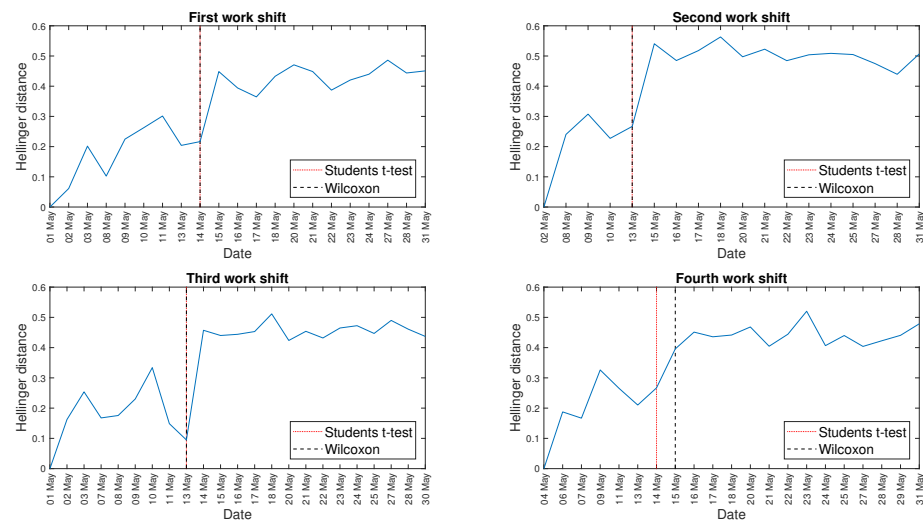 First work shift
Hellinger distance
0.6
0.5
0.4
0.3
0.2
0.1
0
Students t-test
Wilcoxon
01 May
02 May
03 May
08 May
09 May
10 May
11 May
13 May
14 May
15 May
16 May
17 May
18 May
20 May
21 May
22 May
23 May
24 May
27 May
28 May
31 May
Date
Second work shift
Hellinger distance
0.6
0.5
0.4
0.3
0.2
0.1
0
Students t-test
Wilcoxon
02 May
08 May
09 May
10 May
13 May
15 May
16 May
17 May
18 May
20 May
21 May
22 May
23 May
24 May
25 May
27 May
28 May
31 May
Date
Third work shift
Hellinger distance
0.6
0.5
0.4
0.3
0.2
0.1
0
Students t-test
Wilcoxon
01 May
02 May
03 May
07 May
08 May
09 May
10 May
11 May
13 May
14 May
15 May
16 May
17 May
18 May
20 May
21 May
22 May
23 May
24 May
25 May
27 May
28 May
30 May
Date
Fourth work shift
Hellinger distance
0.6
0.5
0.4
0.3
0.2
0.1
0
Students t-test
Wilcoxon
04 May
06 May
07 May
09 May
11 May
13 May
14 May
15 May
16 May
17 May
18 May
20 May
21 May
22 May
23 May
24 May
25 May
27 May
28 May
30 May
31 May
Date